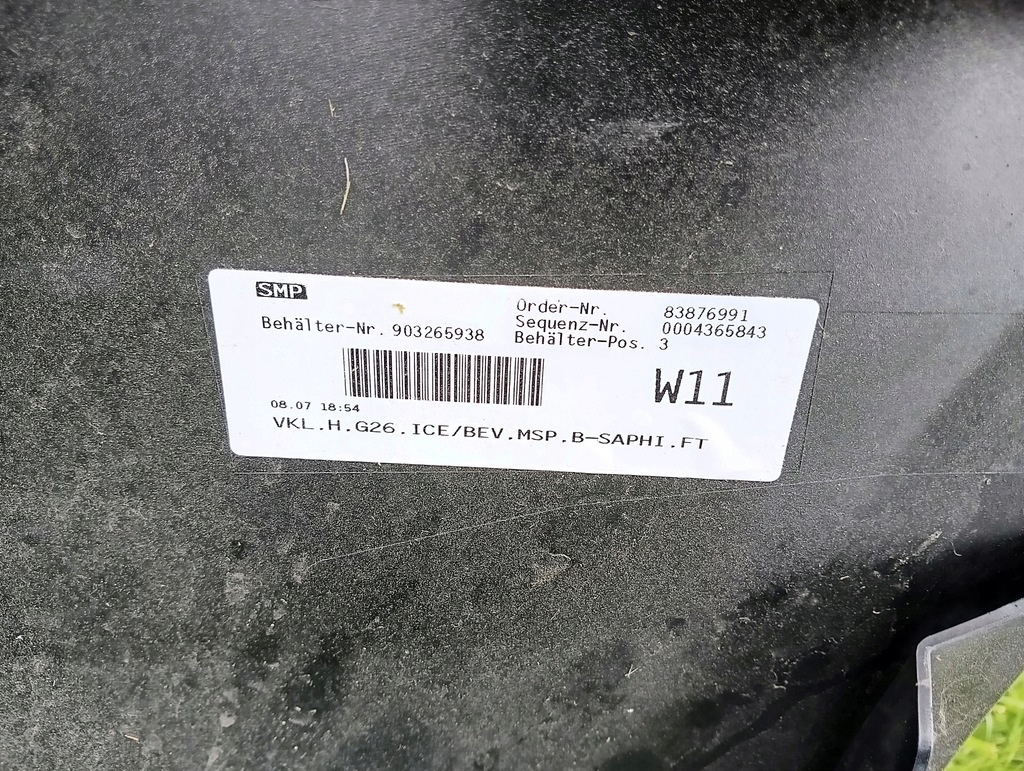 SMP
Order-Nr. 83876991
Behälter-Nr. 903265938 Sequenz-Nr. 0004365843
Behälter-Pos. 3
W11
08.07 18:54
VKL.H.G26.ICE/BEV.MSP.B-SAPHI.FT